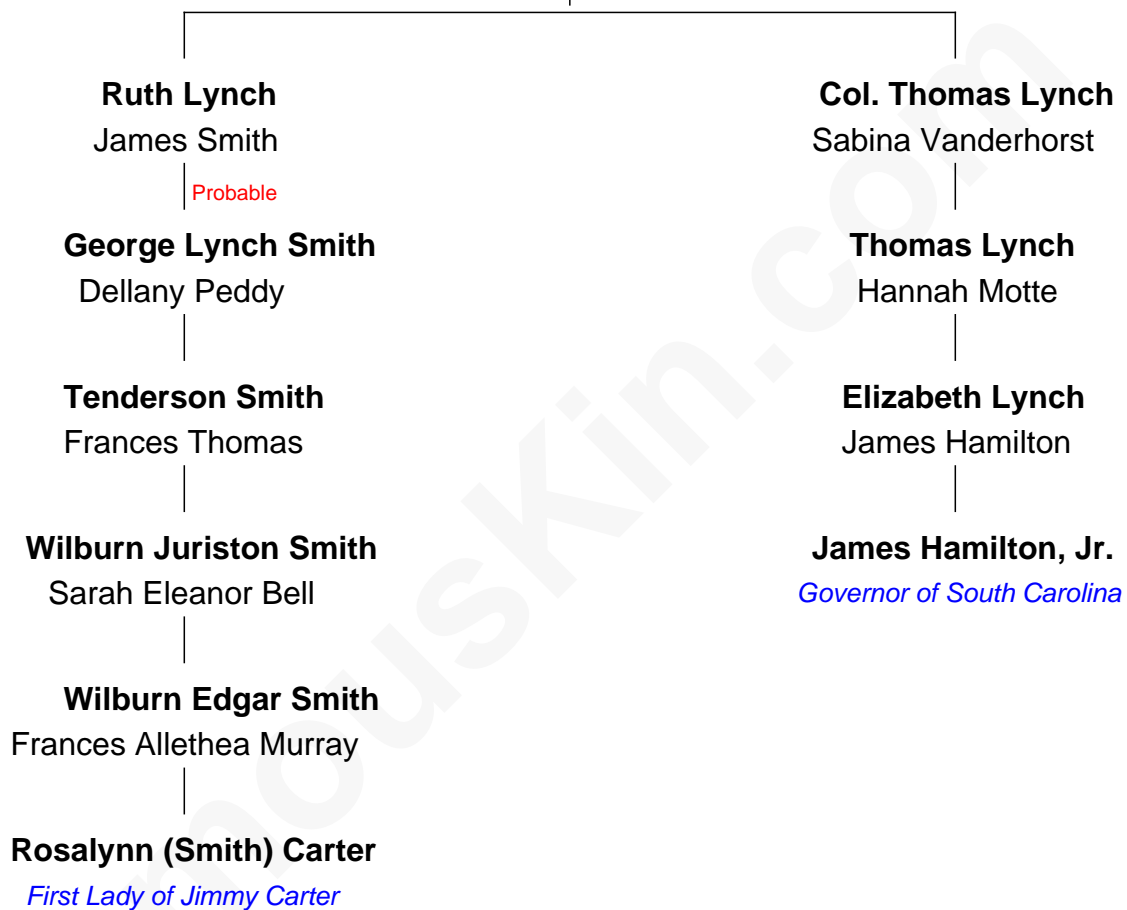 Ruth Lynch
James Smith
Probable
George Lynch Smith
Dellany Peddy
Tenderson Smith
Frances Thomas
Wilburn Juriston Smith
Sarah Eleanor Bell
Wilburn Edgar Smith
Frances Allethea Murray
Rosalynn (Smith) Carter
First Lady of Jimmy Carter
Col. Thomas Lynch
Sabina Vanderhorst
Thomas Lynch
Hannah Motte
Elizabeth Lynch
James Hamilton
James Hamilton, Jr.
Governor of South Carolina
mouskin.com